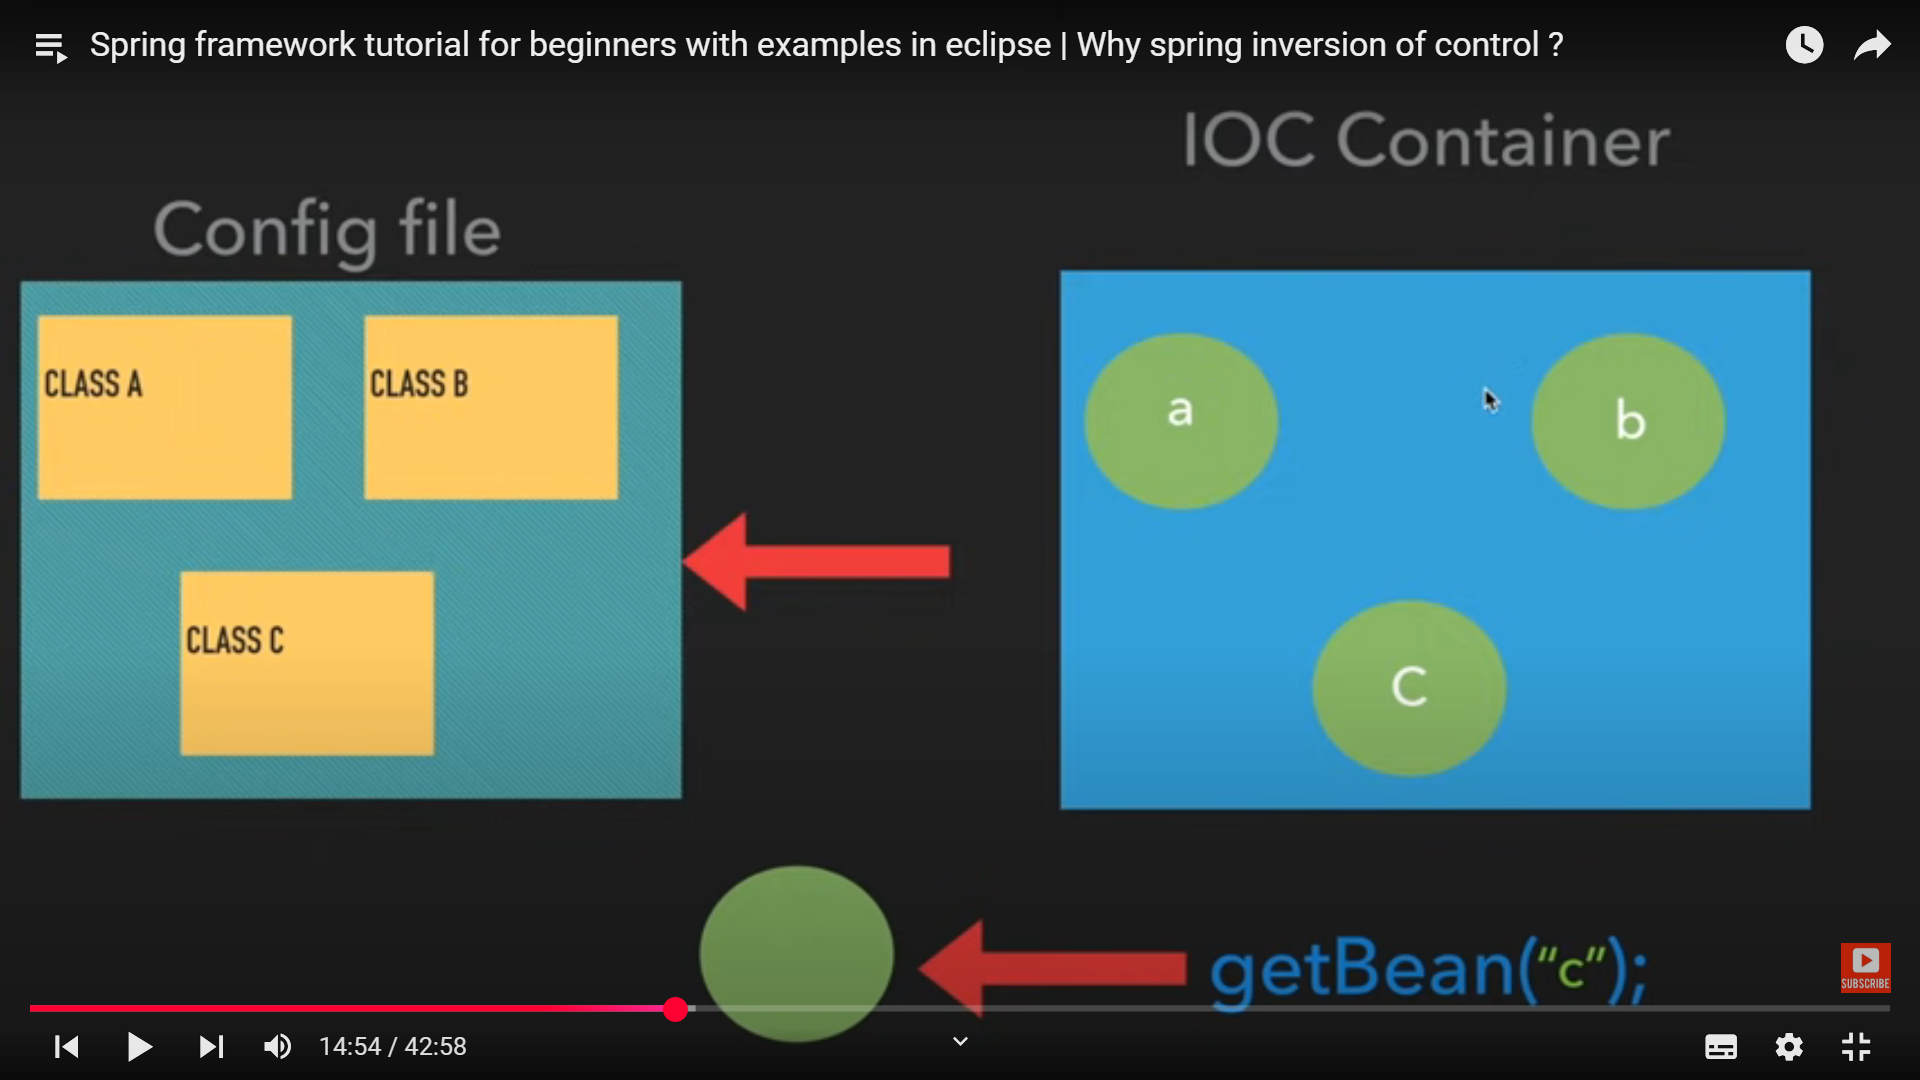 Spring framework tutorial for beginners with examples in eclipse | Why spring inversion of control ?
IOC Container
Config file
CLASS A
CLASS B
a
b
CLASS C
C
getBean("c");
SUBSCRIBE
14:54 / 42:58